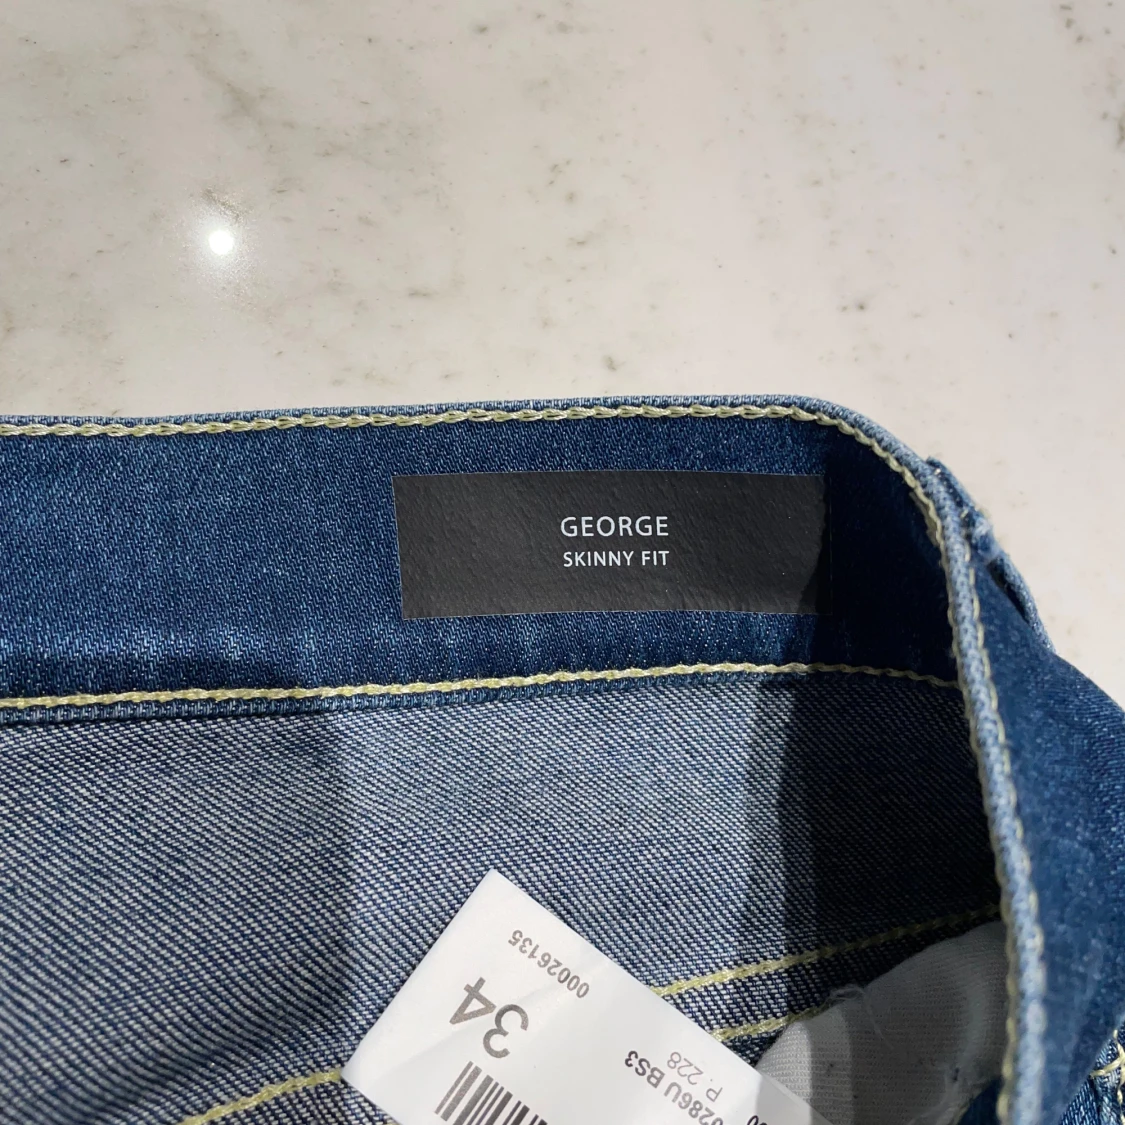 GEORGE
SKINNY FIT
00026135
34
0286U BS3
P. 228